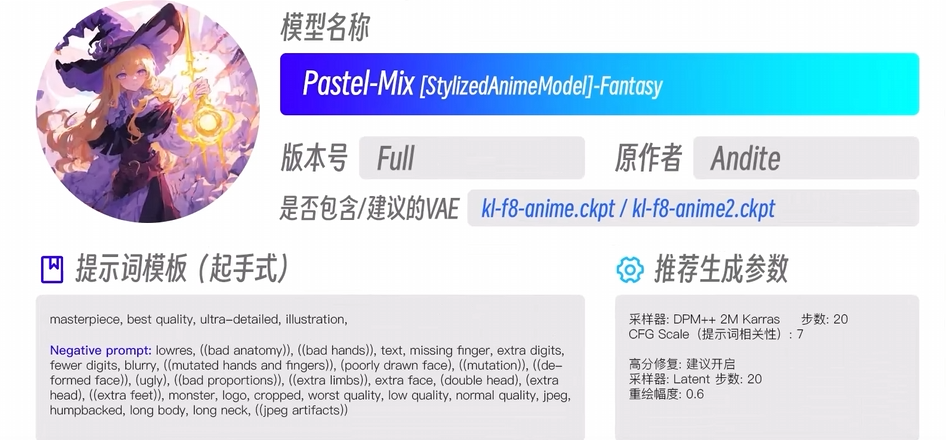 模型名称
Pastel-Mix [StylizedAnimeModel]-Fantasy
版本号 Full 原作者 Andite
是否包含/建议的VAE kl-f8-anime.ckpt / kl-f8-anime2.ckpt
提示词模板（起手式）
masterpiece, best quality, ultra-detailed, illustration,
Negative prompt: lowres, ((bad anatomy)), ((bad hands)), text, missing finger, extra digits,
fewer digits, blurry, ((mutated hands and fingers)), (poorly drawn face), ((mutation)), ((de-
formed face)), (ugly), ((bad proportions)), ((extra limbs)), extra face, (double head), (extra
head), ((extra feet)), monster, logo, cropped, worst quality, low quality, normal quality, jpeg,
humpbacked, long body, long neck, ((jpeg artifacts))
推荐生成参数
采样器: DPM++ 2M Karras 步数: 20
CFG Scale（提示词相关性）: 7
高分修复: 建议开启
采样器: Latent 步数: 20
重绘幅度: 0.6